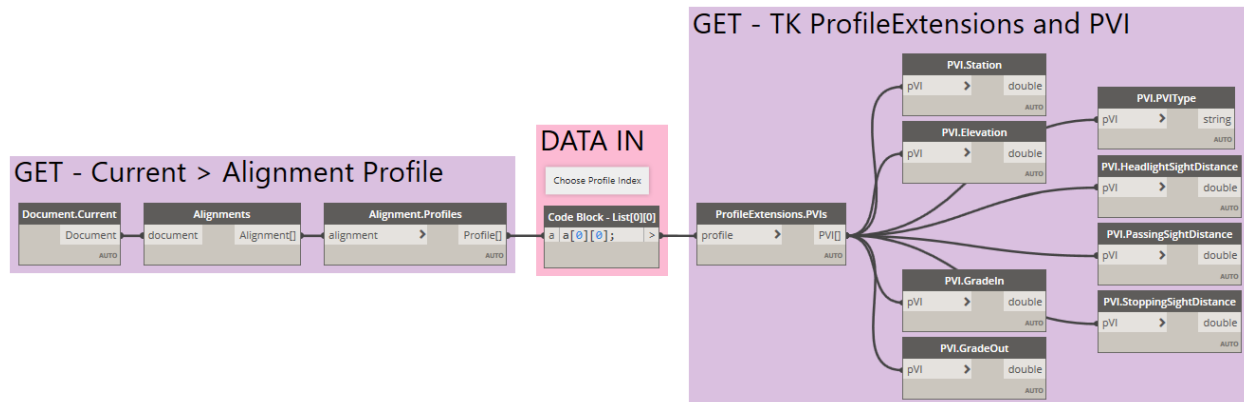 GET - TK ProfileExtensions and PVI
PVI.Station
pVI > double
AUTO
PVI.PVIType
pVI > string
AUTO
PVI.Elevation
pVI > double
AUTO
DATA IN
GET - Current > Alignment Profile
PVI.HeadlightSightDistance
pVI > double
AUTO
Choose Profile Index
Document.Current
Document
AUTO
Alignments
document Alignment[]
AUTO
Alignment.Profiles
alignment > Profile[]
AUTO
Code Block - List[0][0]
a a[0][0]; >
AUTO
ProfileExtensions.PVIs
profile > PVI[]
AUTO
PVI.PassingSightDistance
pVI > double
AUTO
PVI.GradeIn
pVI > double
AUTO
PVI.StoppingSightDistance
pVI > double
AUTO
PVI.GradeOut
pVI > double
AUTO